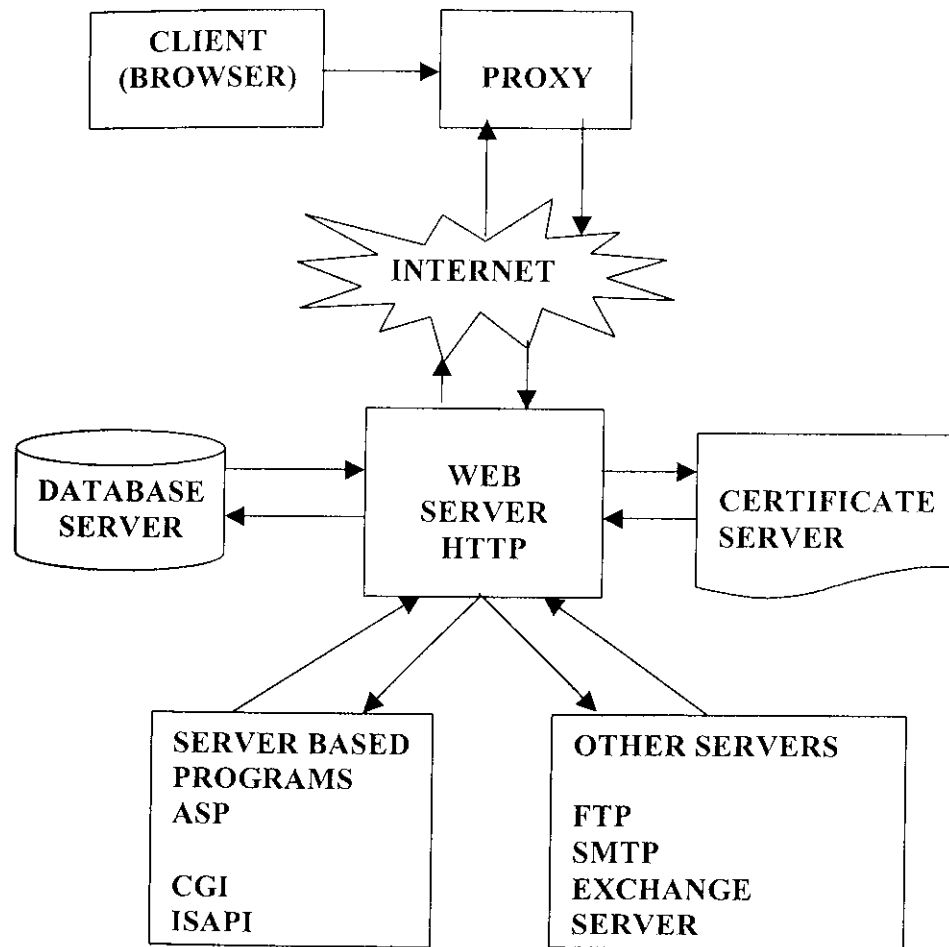 CLIENT
(BROWSER)
PROXY
INTERNET
DATABASE
SERVER
WEB
SERVER
HTTP
CERTIFICATE
SERVER
SERVER BASED
PROGRAMS
ASP
CGI
ISAPI
OTHER SERVERS
FTP
SMTP
EXCHANGE
SERVER